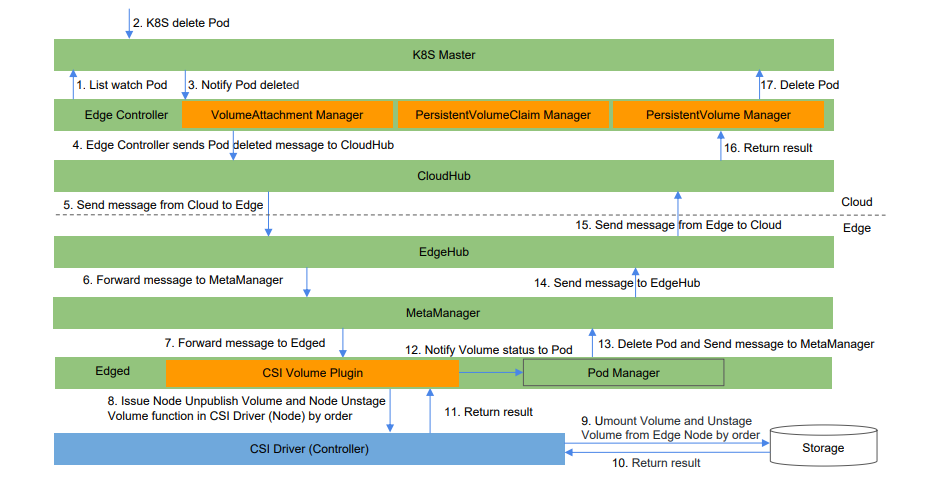 2. K8S delete Pod
K8S Master
1. List watch Pod
3. Notify Pod deleted
17. Delete Pod
Edge Controller
VolumeAttachment Manager
PersistentVolumeClaim Manager
PersistentVolume Manager
4. Edge Controller sends Pod deleted message to CloudHub
16. Return result
CloudHub
5. Send message from Cloud to Edge
Cloud
15. Send message from Edge to Cloud
Edge
EdgeHub
6. Forward message to MetaManager
14. Send message to EdgeHub
MetaManager
7. Forward message to Edged
12. Notify Volume status to Pod
13. Delete Pod and Send message to MetaManager
Edged
CSI Volume Plugin
Pod Manager
8. Issue Node Unpublish Volume and Node Unstage
Volume function in CSI Driver (Node) by order
11. Return result
9. Umount Volume and Unstage
Volume from Edge Node by order
CSI Driver (Controller)
Storage
10. Return result